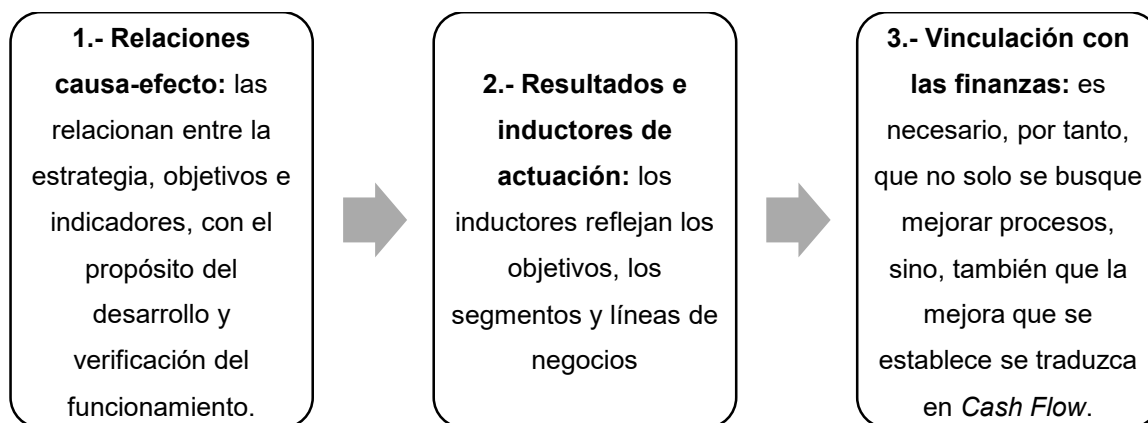 1.- Relaciones
causa-efecto: las
relacionan entre la
estrategia, objetivos e
indicadores, con el
propósito del
desarrollo y
verificación del
funcionamiento.
2.- Resultados e
inductores de
actuación: los
inductores reflejan los
objetivos, los
segmentos y líneas de
negocios
3.- Vinculación con
las finanzas: es
necesario, por tanto,
que no solo se busque
mejorar procesos,
sino, también que la
mejora que se
establece se traduzca
en Cash Flow.